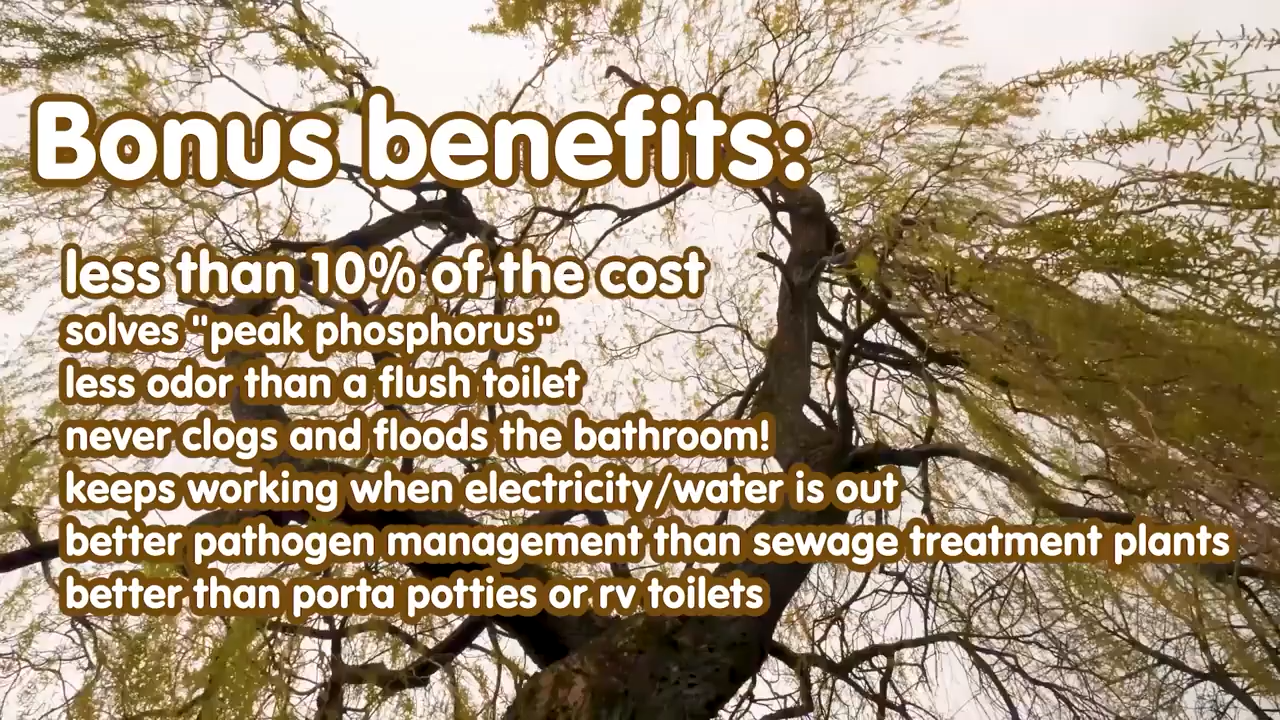 Bonus benefits:
less than 10% of the cost
solves "peak phosphorus"
less odor than a flush toilet
never clogs and floods the bathroom!
keeps working when electricity/water is out
better pathogen management than sewage treatment plants
better than porta potties or rv toilets